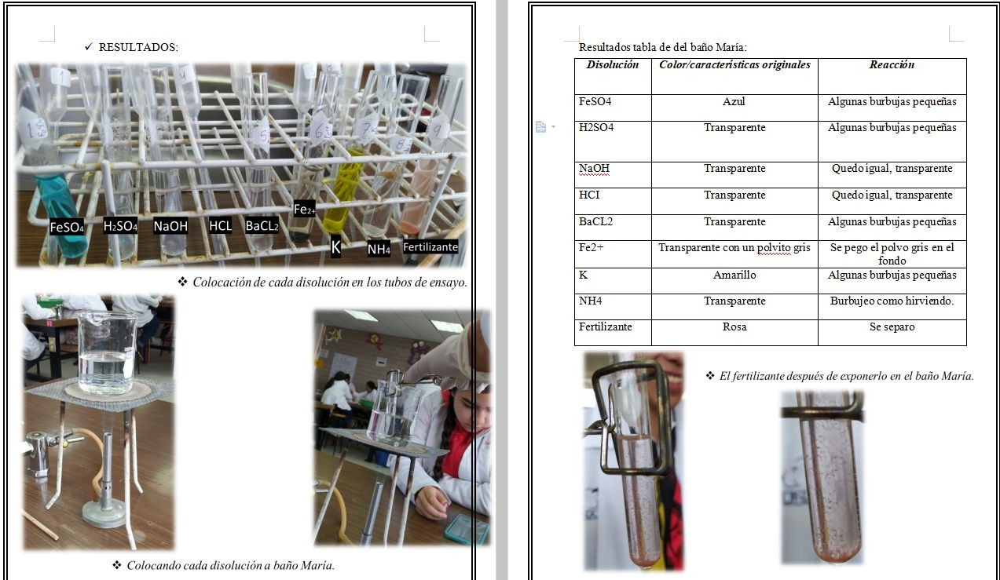 ✓ RESULTADOS:
1
4
1
5
6
7
8
9
FeSO₄
H₂SO₄
NaOH
HCL
BaCL₂
Fe₂₊
K
NH₄
Fertilizante
❖ Colocación de cada disolución en los tubos de ensayo.
❖ Colocando cada disolución a baño María.
Resultados tabla de del baño María:
Disolución Color/características originales Reacción
FeSO4 Azul Algunas burbujas pequeñas
H2SO4 Transparente Algunas burbujas pequeñas
NaOH Transparente Quedo igual, transparente
HCI Transparente Quedo igual, transparente
BaCL2 Transparente Algunas burbujas pequeñas
Fe2+ Transparente con un polvito gris Se pego el polvo gris en el
fondo
K Amarillo Algunas burbujas pequeñas
NH4 Transparente Burbujeo como hirviendo.
Fertilizante Rosa Se separo
❖ El fertilizante después de exponerlo en el baño María.